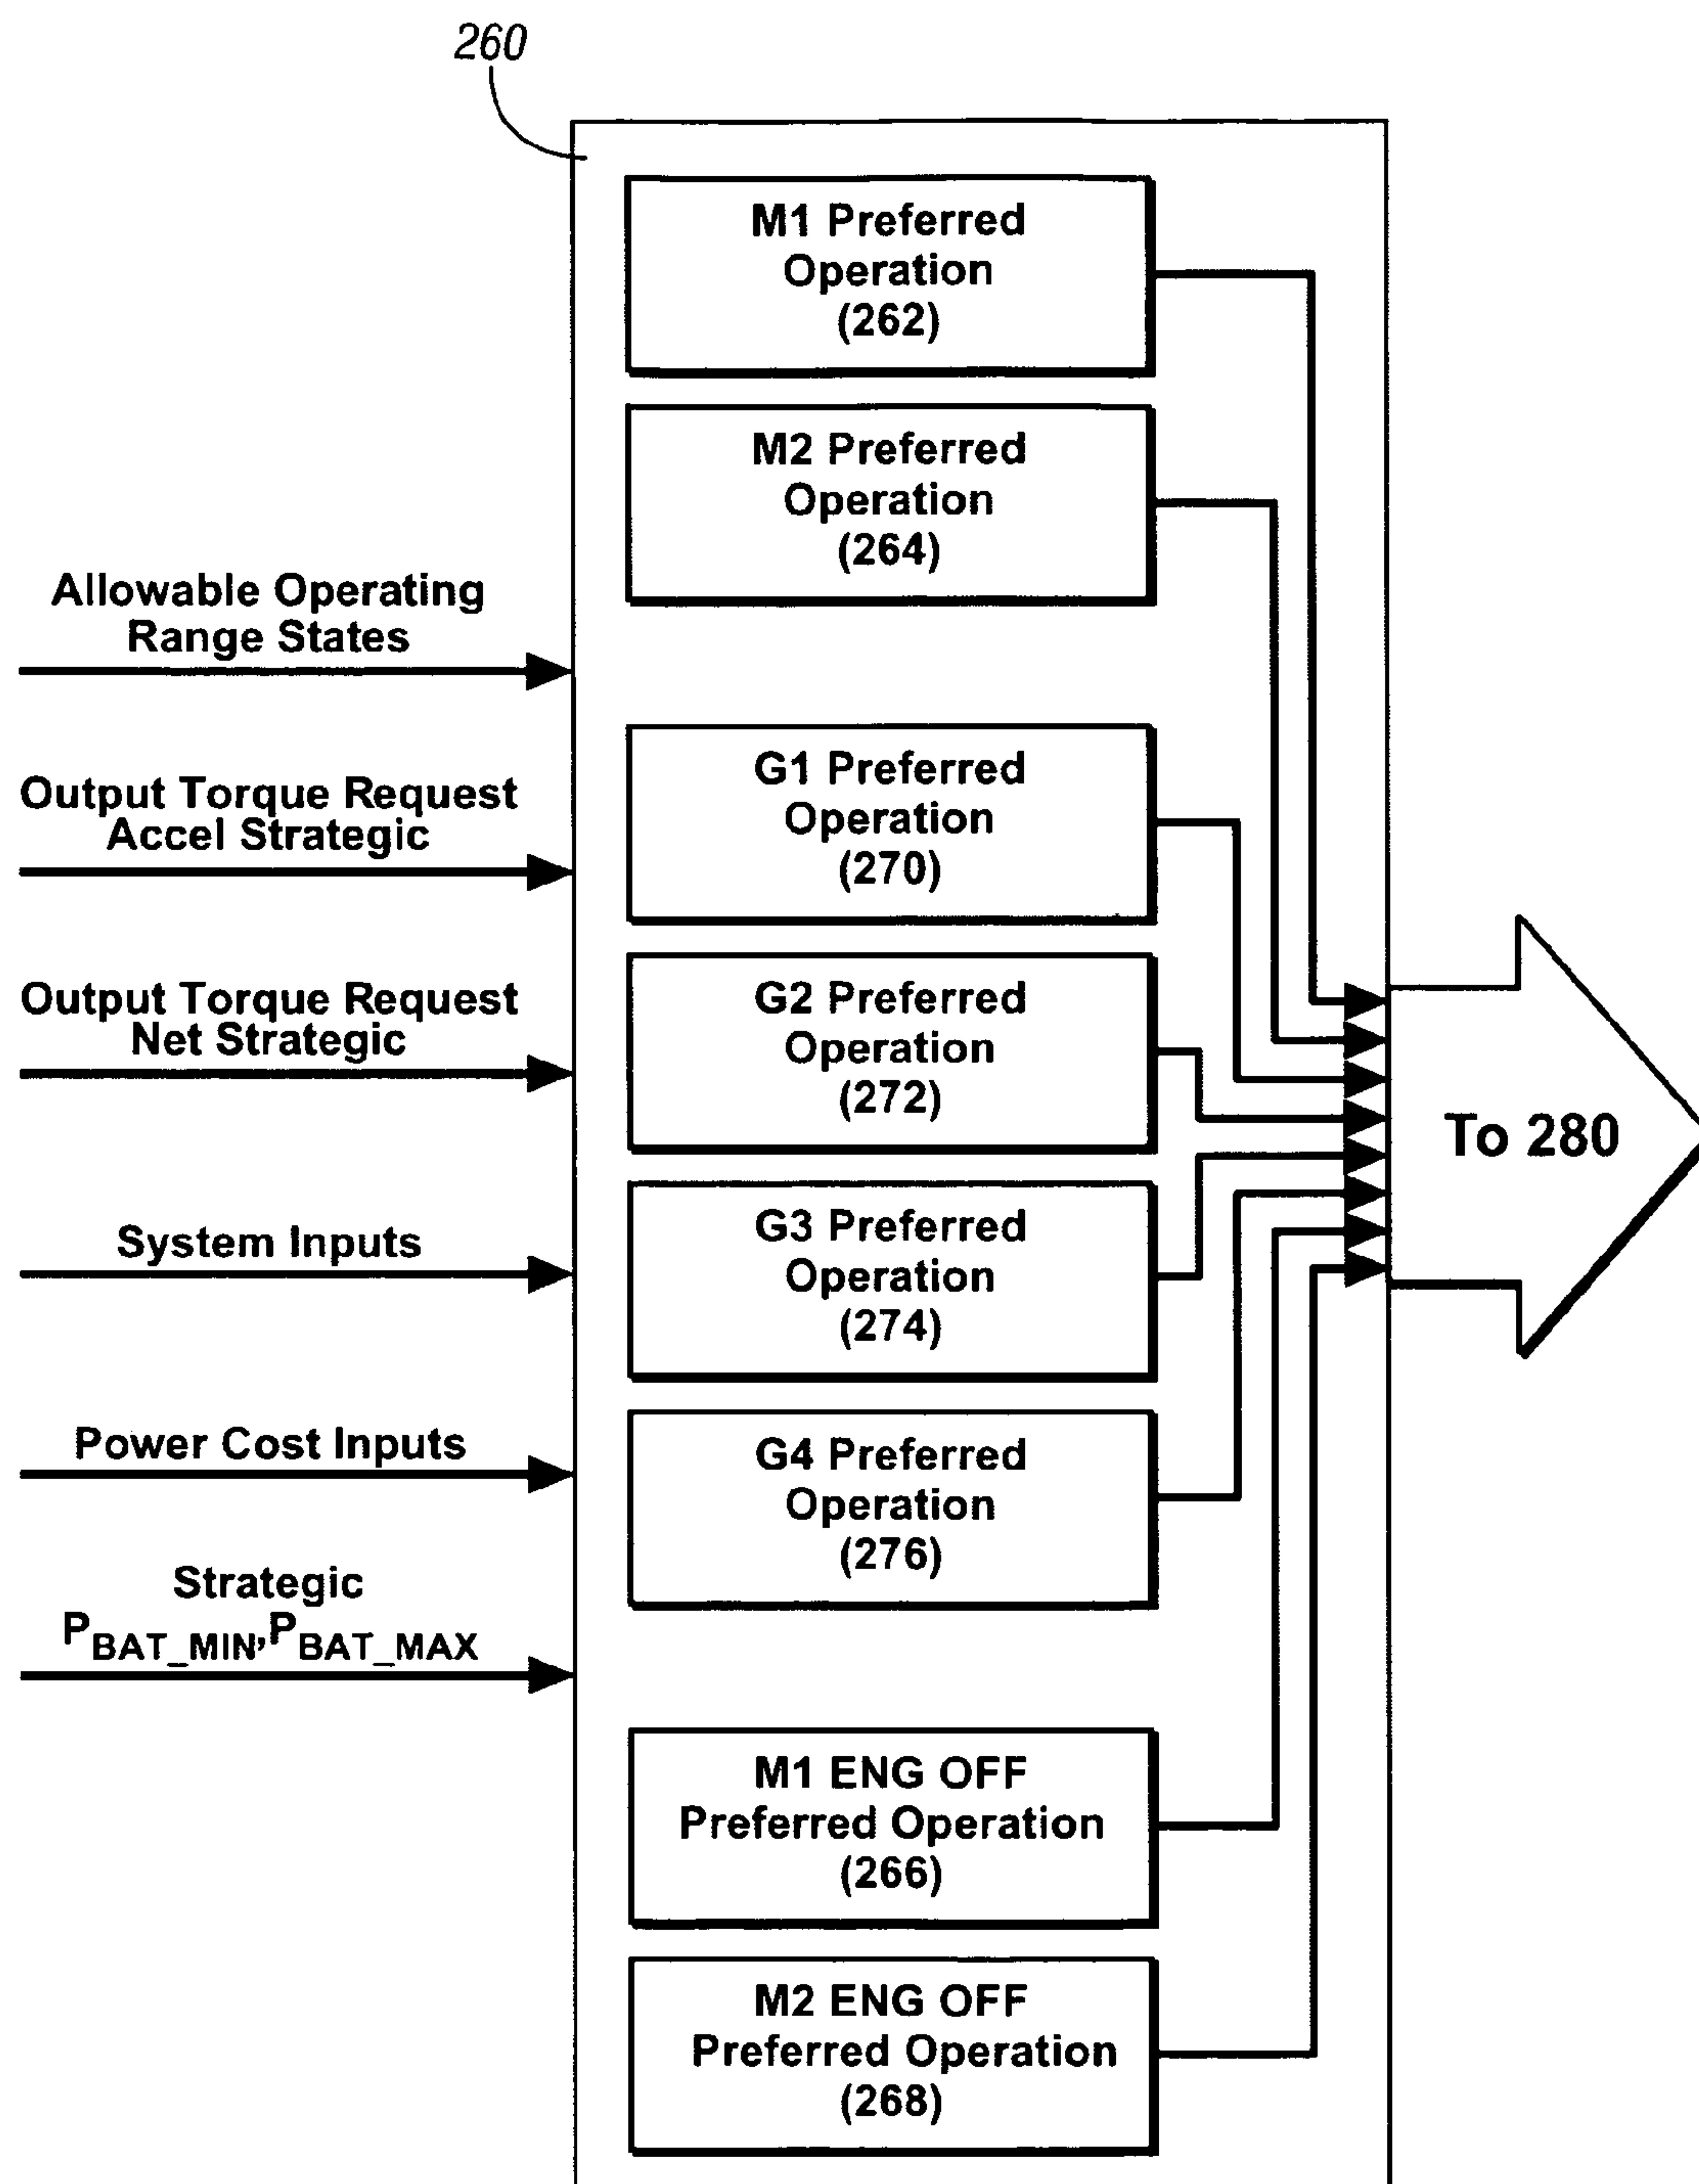 260
M1 Preferred
Operation
(262)
M2 Preferred
Operation
(264)
Allowable Operating
Range States
G1 Preferred
Operation
(270)
Output Torque Request
Accel Strategic
G2 Preferred
Operation
(272)
Output Torque Request
Net Strategic
To 280
G3 Preferred
Operation
(274)
System Inputs
G4 Preferred
Operation
(276)
Power Cost Inputs
Strategic
PBAT_MIN,PBAT_MAX
M1 ENG OFF
Preferred Operation
(266)
M2 ENG OFF
Preferred Operation
(268)